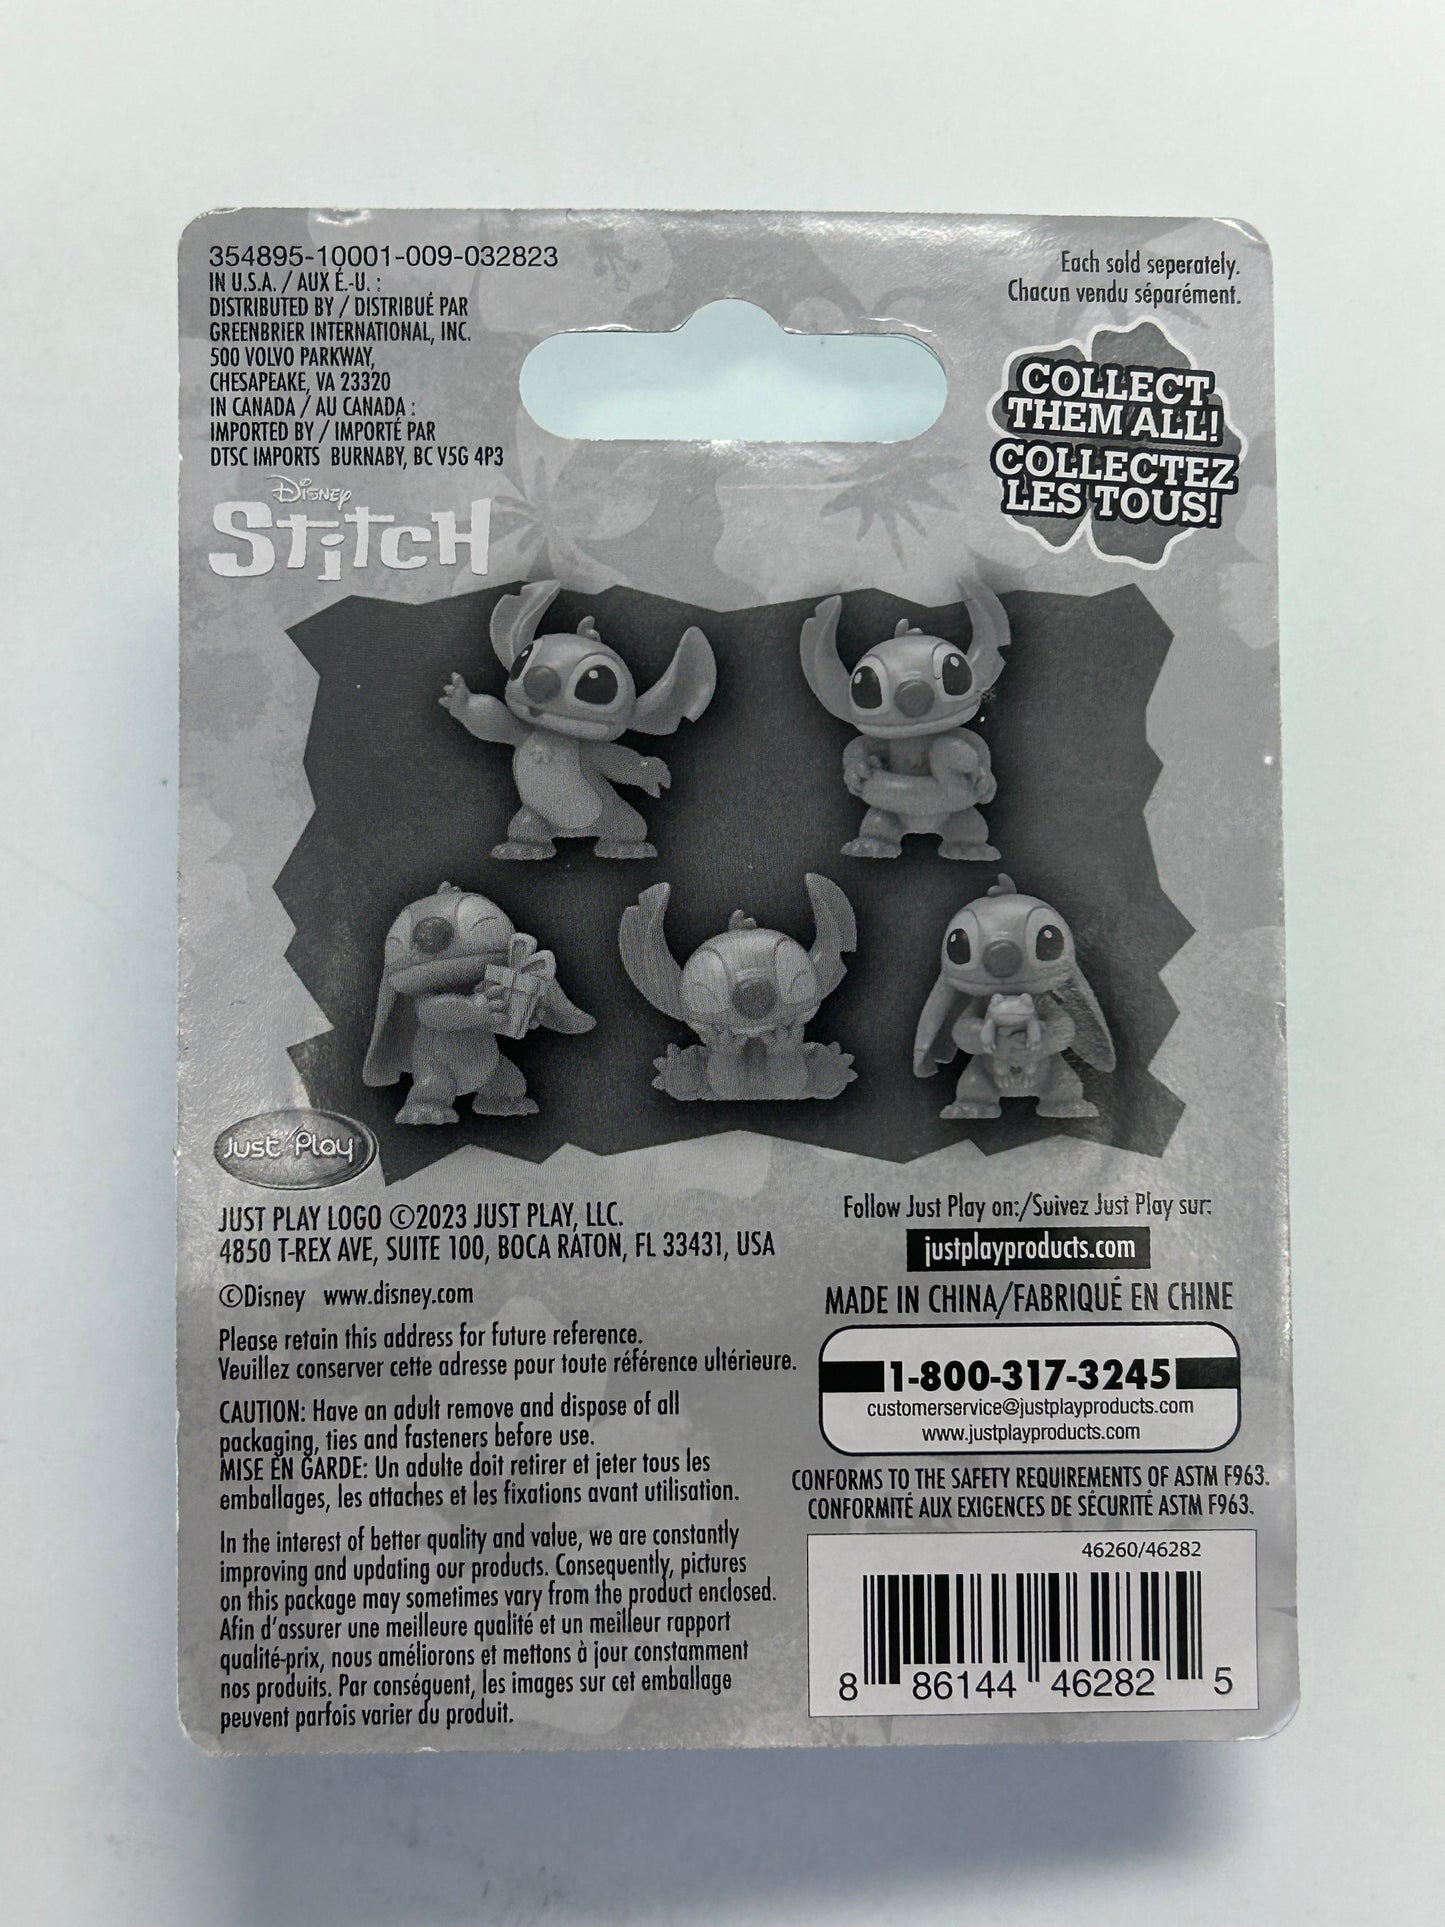 354895-10001-009-032823
IN U.S.A. / AUX É.-U. :
DISTRIBUTED BY / DISTRIBUÉ PAR
GREENBRIER INTERNATIONAL, INC.
500 VOLVO PARKWAY,
CHESAPEAKE, VA 23320
IN CANADA / AU CANADA :
IMPORTED BY / IMPORTÉ PAR
DTSC IMPORTS BURNABY, BC V5G 4P3
Each sold seperately.
Chacun vendu séparément.
COLLECT
THEM ALL!
COLLECTEZ
LES TOUS!
Disney
Stitch
Just Play
JUST PLAY LOGO ©2023 JUST PLAY, LLC.
4850 T-REX AVE, SUITE 100, BOCA RATON, FL 33431, USA
©Disney www.disney.com
Please retain this address for future reference.
Veuillez conserver cette adresse pour toute référence ultérieure.
CAUTION: Have an adult remove and dispose of all
packaging, ties and fasteners before use.
MISE EN GARDE: Un adulte doit retirer et jeter tous les
emballages, les attaches et les fixations avant utilisation.
In the interest of better quality and value, we are constantly
improving and updating our products. Consequently, pictures
on this package may sometimes vary from the product enclosed.
Afin d'assurer une meilleure qualité et un meilleur rapport
qualité-prix, nous améliorons et mettons à jour constamment
nos produits. Par conséquent, les images sur cet emballage
peuvent parfois varier du produit.
Follow Just Play on:/Suivez Just Play sur:
justplayproducts.com
MADE IN CHINA/FABRIQUÉ EN CHINE
1-800-317-3245
customerservice@justplayproducts.com
www.justplayproducts.com
CONFORMS TO THE SAFETY REQUIREMENTS OF ASTM F963.
CONFORMITÉ AUX EXIGENCES DE SÉCURITÉ ASTM F963.
46260/46282
8 86144 46282 5